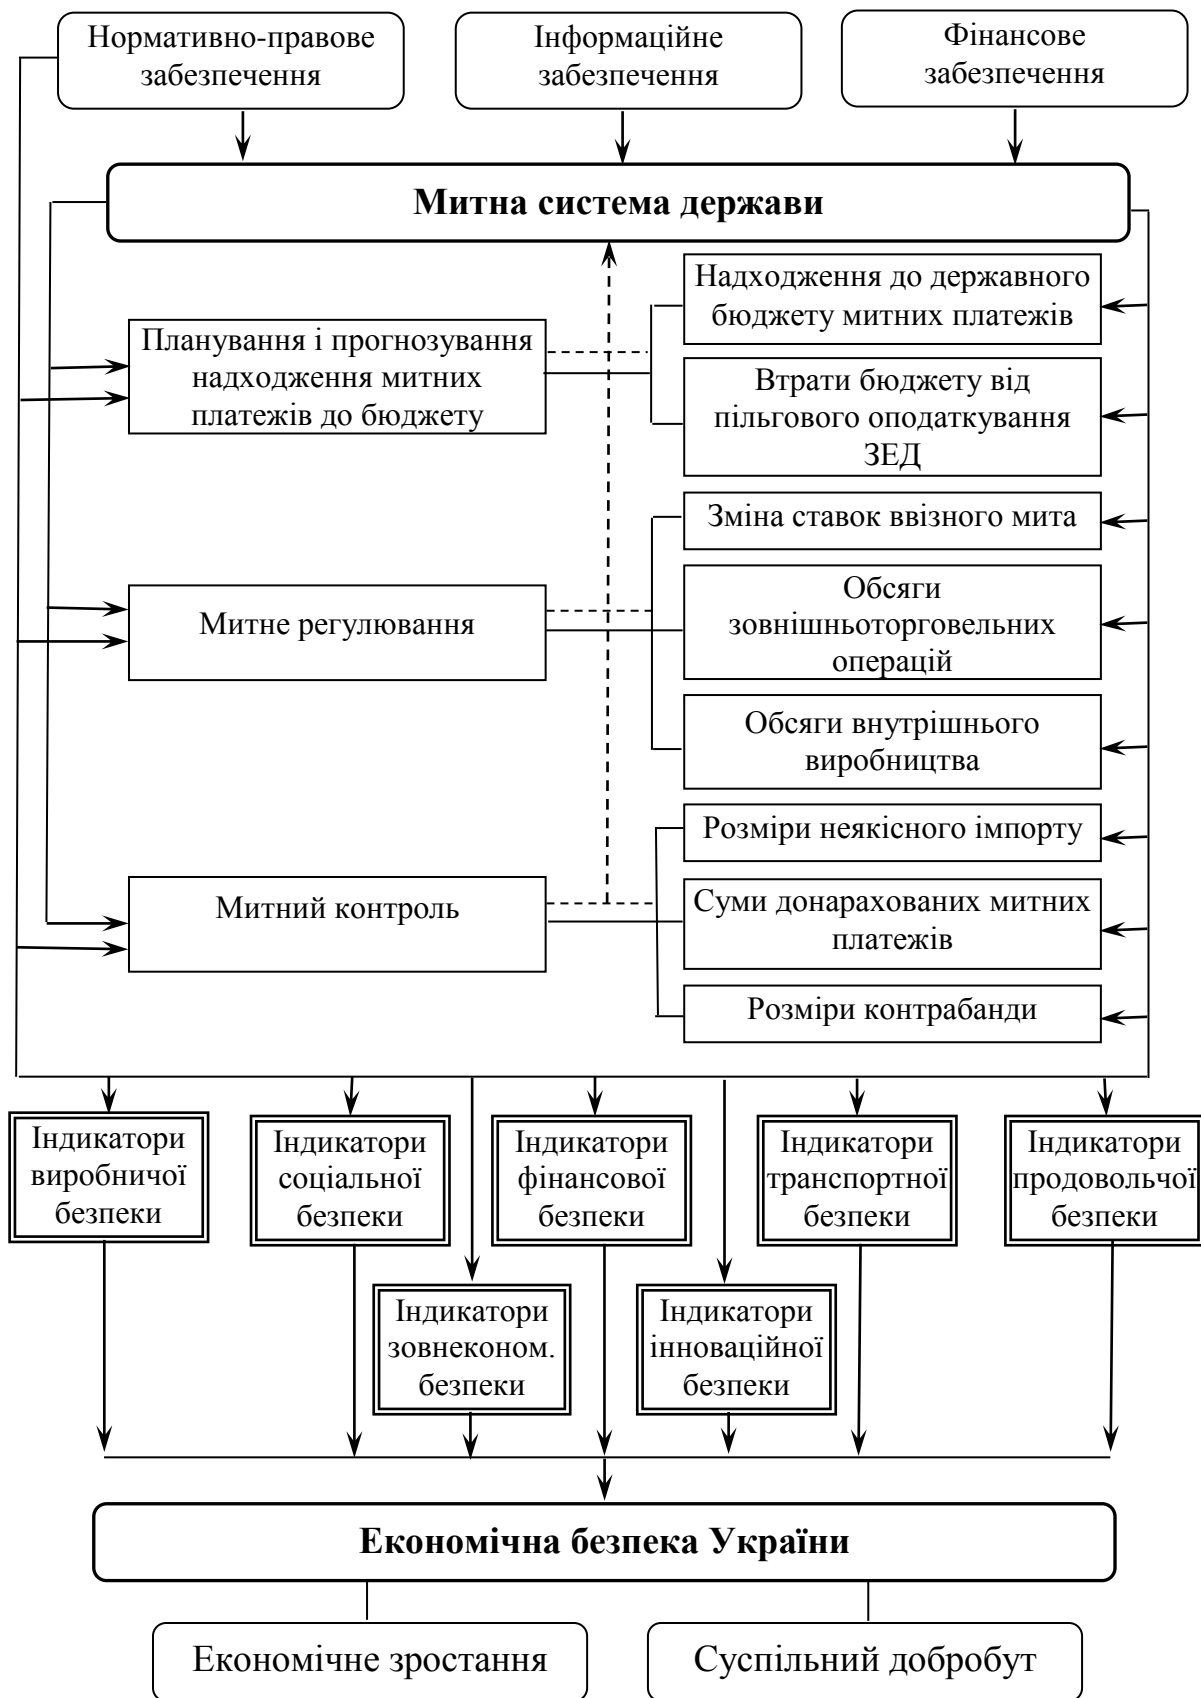 Нормативно-правове
забезпечення
Інформаційне
забезпечення
Фінансове
забезпечення
Митна система держави
Планування і прогнозування
надходження митних
платежів до бюджету
Надходження до державного
бюджету митних платежів
Втрати бюджету від
пільгового оподаткування
ЗЕД
Митне регулювання
Зміна ставок ввізного мита
Обсяги
зовнішньоторговельних
операцій
Обсяги внутрішнього
виробництва
Митний контроль
Розміри неякісного імпорту
Суми донарахованих митних
платежів
Розміри контрабанди
Індикатори
виробничої
безпеки
Індикатори
соціальної
безпеки
Індикатори
фінансової
безпеки
Індикатори
транспортної
безпеки
Індикатори
продовольчої
безпеки
Індикатори
зовнеконом.
безпеки
Індикатори
інноваційної
безпеки
Економічна безпека України
Економічне зростання
Суспільний добробут